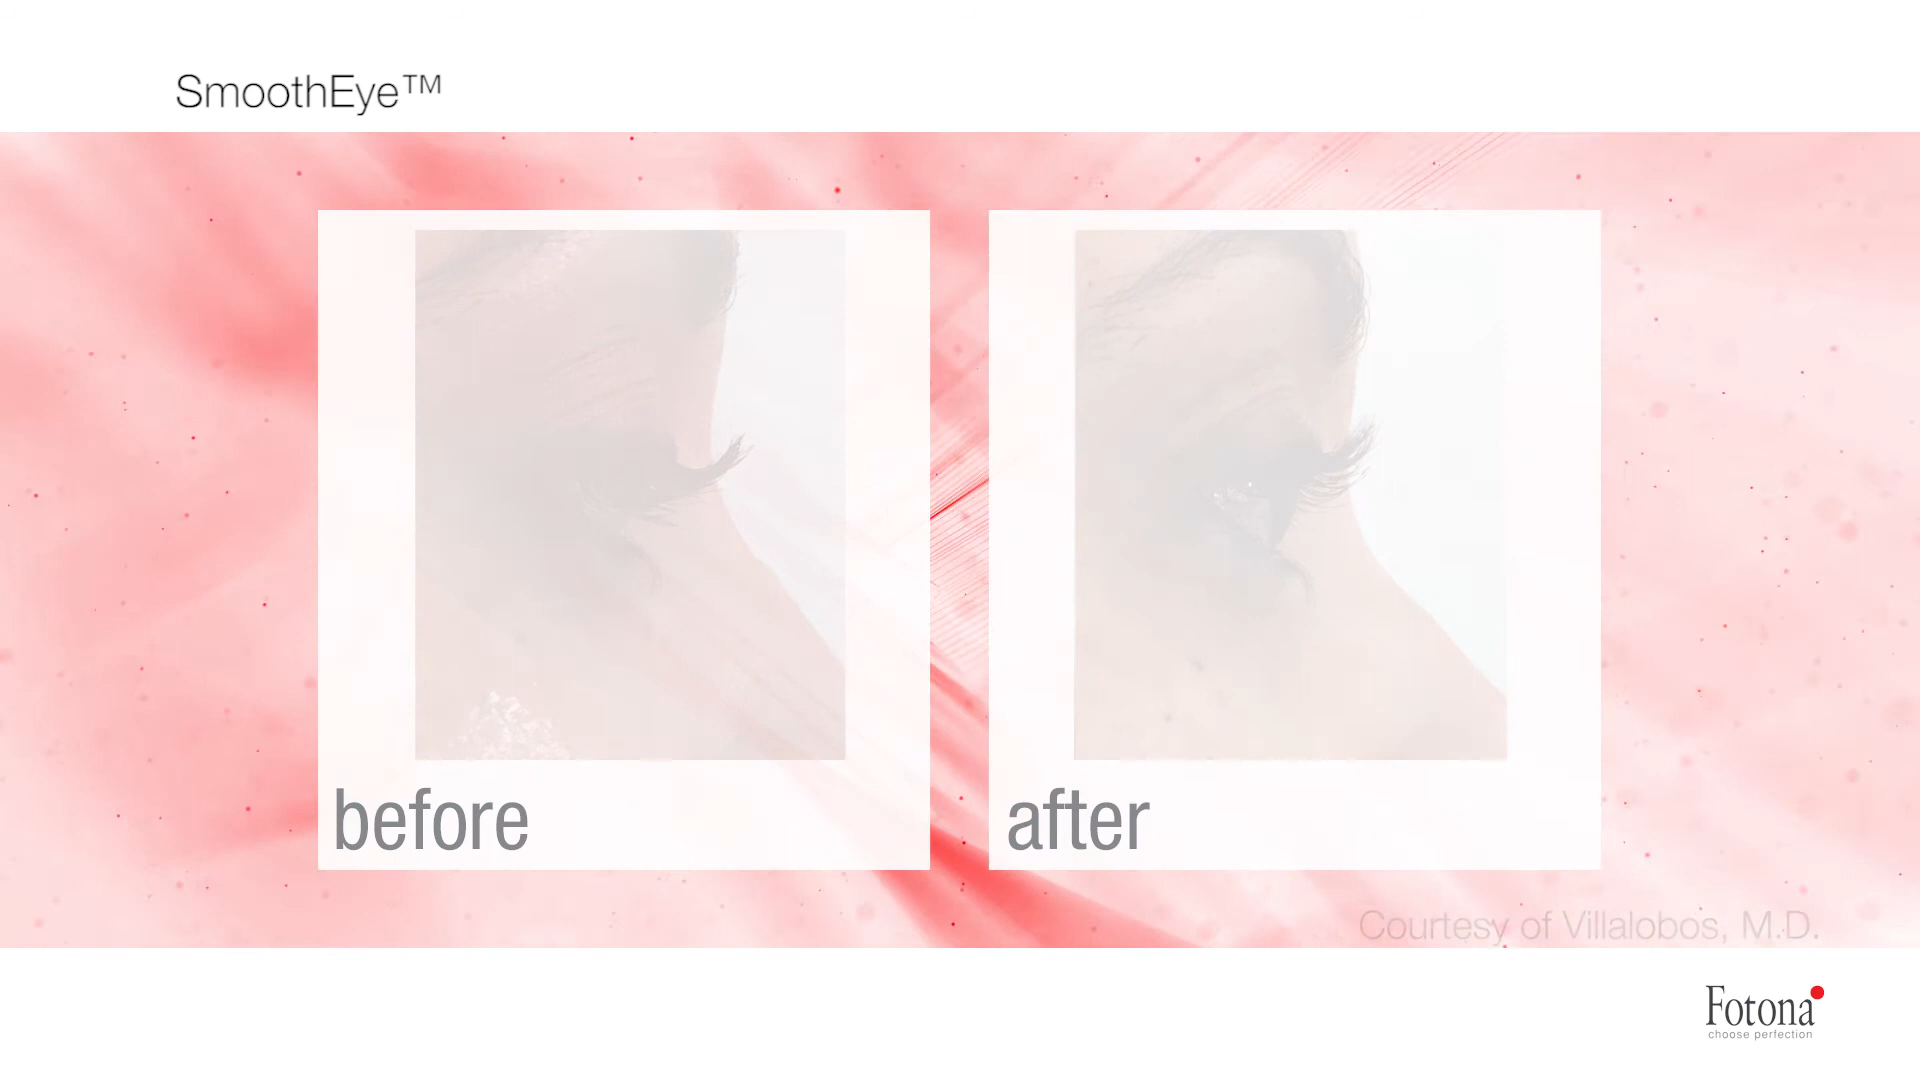 SmoothEye™
before
after
Courtesy of Villalobos, M.D.
Fotona
choose perfection